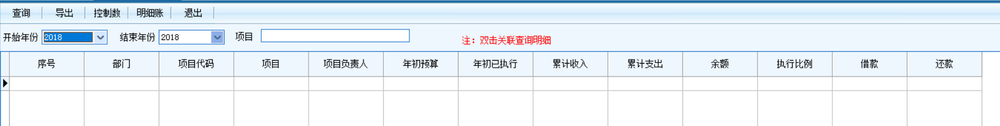 查询 导出 控制数 明细账 退出
开始年份 2018 结束年份 2018 项目
注：双击关联查询明细
序号 部门 项目代码 项目 项目负责人 年初预算 年初已执行 累计收入 累计支出 余额 执行比例 借款 还款